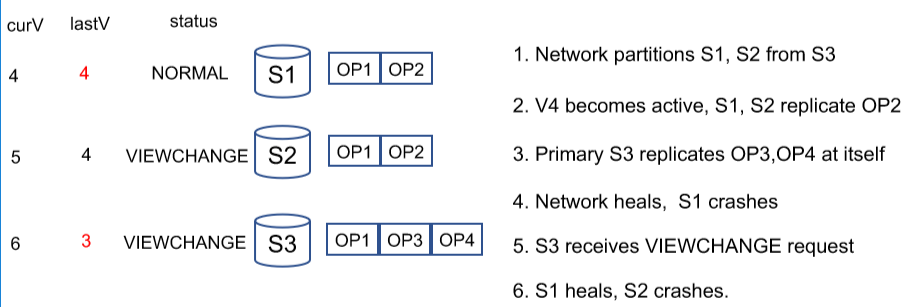 curV lastV status
4 4 NORMAL S1 OP1 OP2
5 4 VIEWCHANGE S2 OP1 OP2
6 3 VIEWCHANGE S3 OP1 OP3 OP4
1. Network partitions S1, S2 from S3
2. V4 becomes active, S1, S2 replicate OP2
3. Primary S3 replicates OP3,OP4 at itself
4. Network heals, S1 crashes
5. S3 receives VIEWCHANGE request
6. S1 heals, S2 crashes.